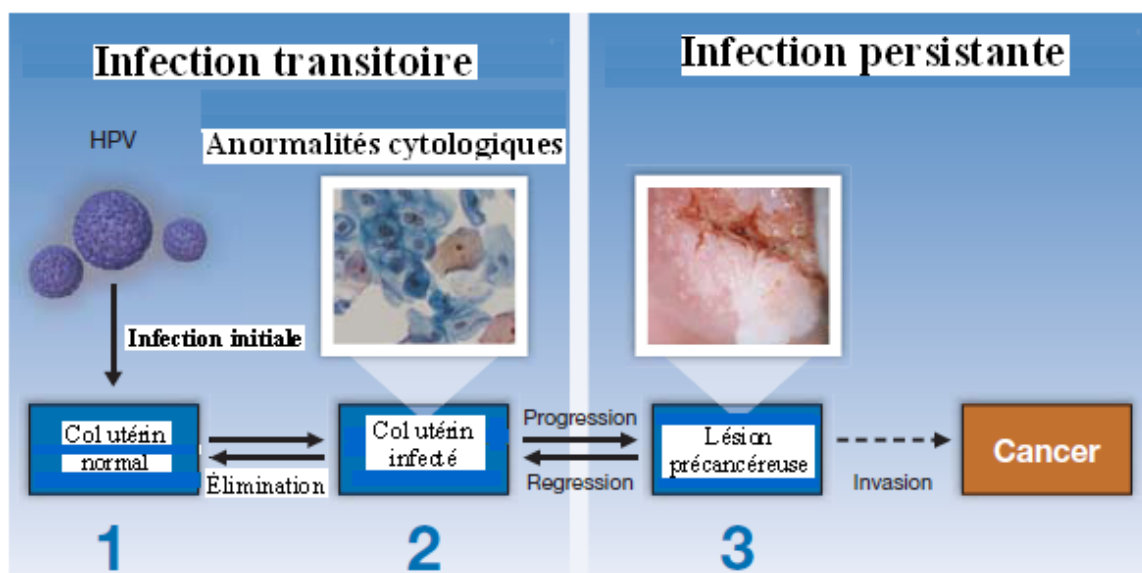 Infection transitoire
Infection persistante
HPV
Anormalités cytologiques
Infection initiale
Col utérin
normal
Élimination
Col utérin
infecté
Progression
Regression
Lésion
précancéreuse
Invasion
Cancer
1
2
3